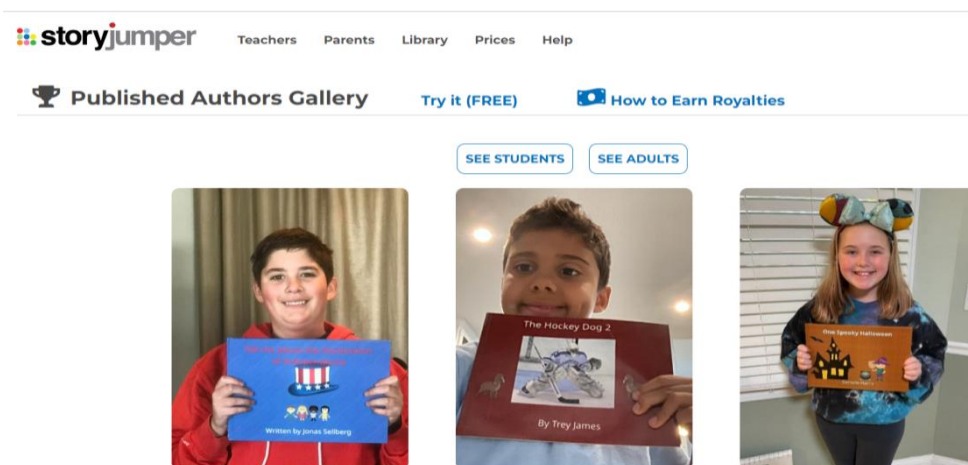 storyjumper
Teachers
Parents
Library
Prices
Help
Published Authors Gallery
Try it (FREE)
How to Earn Royalties
SEE STUDENTS
SEE ADULTS
Written by Jonas Sellberg
The Hockey Dog 2
By Trey James
One Spooky Halloween